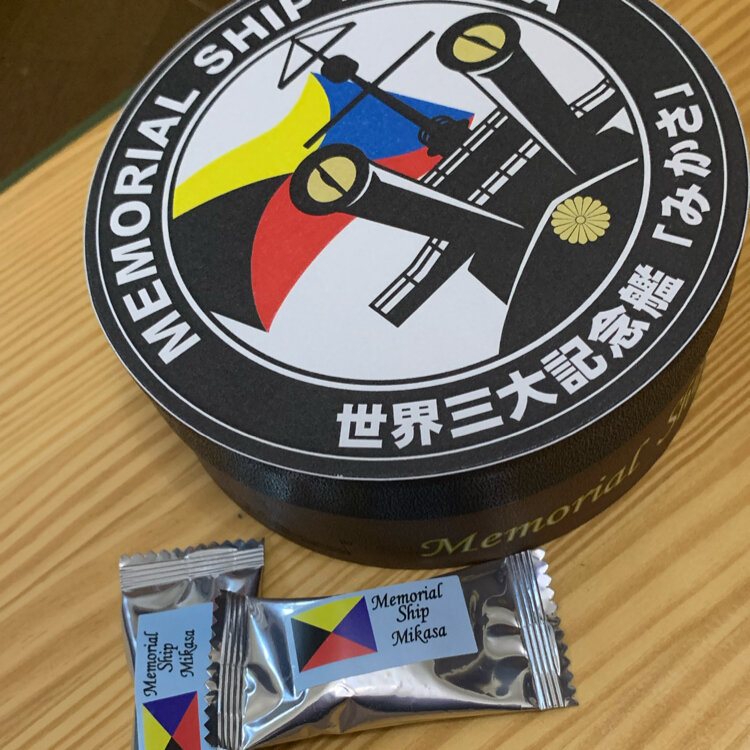 MEMORIAL SHIP
世界三大記念艦「みかさ」
Memorial
Memorial
Ship
Mikasa
Memorial
Ship
Mikasa